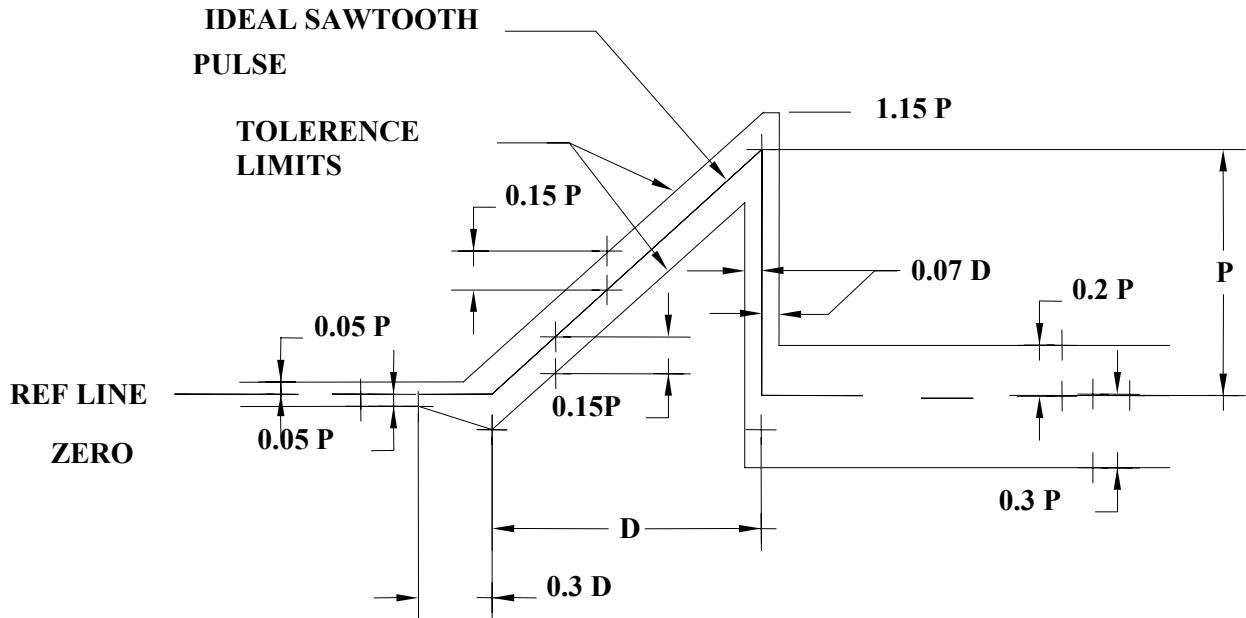 IDEAL SAWTOOTH
PULSE
1.15 P
TOLERENCE
LIMITS
0.15 P
0.07 D
P
0.2 P
0.05 P
REF LINE
0.15P
0.05 P
ZERO
0.3 P
D
0.3 D